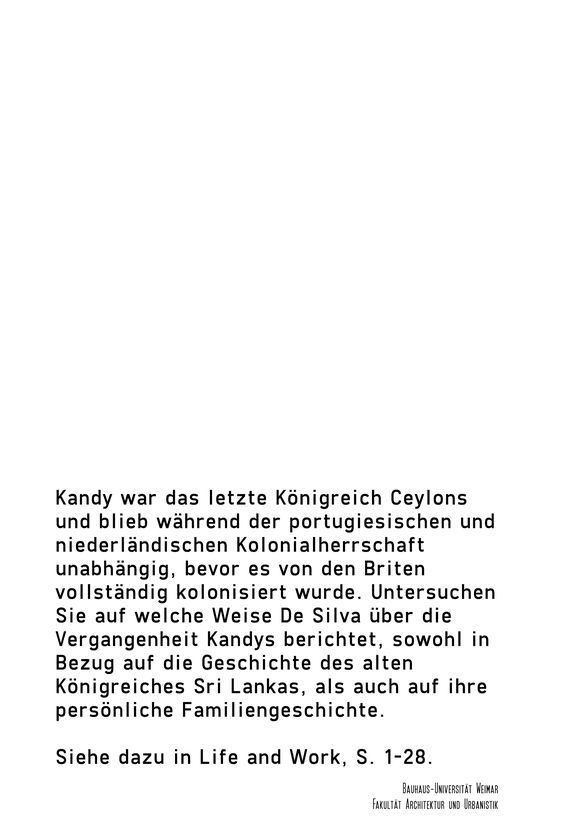 Kandy war das letzte Königreich Ceylons
und blieb während der portugiesischen und
niederländischen Kolonialherrschaft
unabhängig, bevor es von den Briten
vollständig kolonisiert wurde. Untersuchen
Sie auf welche Weise De Silva über die
Vergangenheit Kandys berichtet, sowohl in
Bezug auf die Geschichte des alten
Königreiches Sri Lankas, als auch auf ihre
persönliche Familiengeschichte.
Siehe dazu in Life and Work, S. 1-28.
Bauhaus-Universität Weimar
Fakultät Architektur und Urbanistik